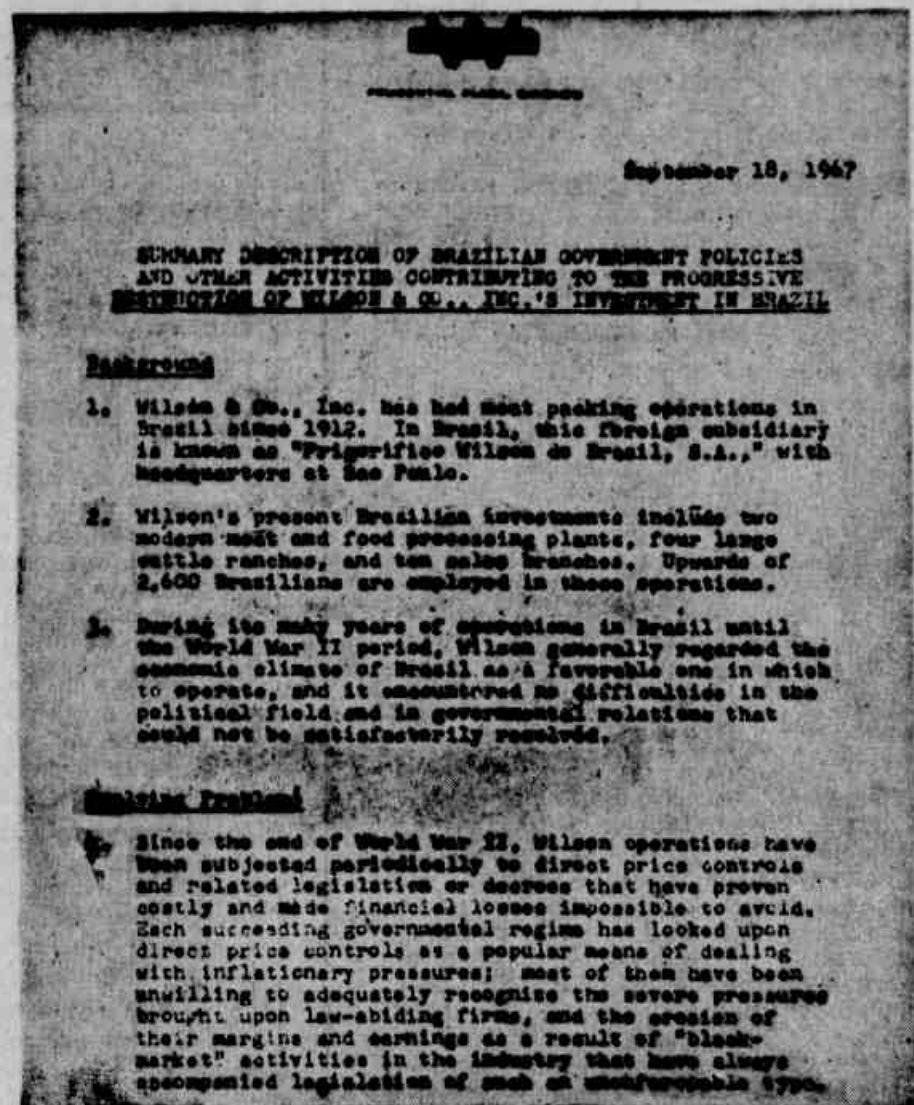 PRUDENTIAL PLAZA, CHICAGO
September 18, 1967
SUMMARY DESCRIPTION OF BRAZILIAN GOVERNMENT POLICIES
AND OTHER ACTIVITIES CONTRIBUTING TO THE PROGRESSIVE
DESTRUCTION OF WILSON & CO., INC.'S INVESTMENT IN BRAZIL
Background
1. Wilson & Co., Inc. has had meat packing operations in
Brazil since 1912. In Brazil, this foreign subsidiary
is known as "Frigorifico Wilson do Brasil, S.A.," with
headquarters at Sao Paulo.
2. Wilson's present Brazilian investments include two
modern meat and food processing plants, four large
cattle ranches, and ten sales branches. Upwards of
2,600 Brazilians are employed in these operations.
3. During its many years of operations in Brazil until
the World War II period, Wilson generally regarded the
economic climate of Brazil as a favorable one in which
to operate, and it encountered no difficulties in the
political field and in governmental relations that
could not be satisfactorily resolved.
Evolving Problems
Since the end of World War II, Wilson operations have
been subjected periodically to direct price controls
and related legislation or decrees that have proven
costly and made financial losses impossible to avoid.
Each succeeding governmental regime has looked upon
direct price controls as a popular means of dealing
with inflationary pressures; most of them have been
unwilling to adequately recognize the severe pressures
brought upon law-abiding firms, and the erosion of
their margins and earnings as a result of "black-
market" activities in the industry that have always
accompanied legislation of such an unenforceable type.